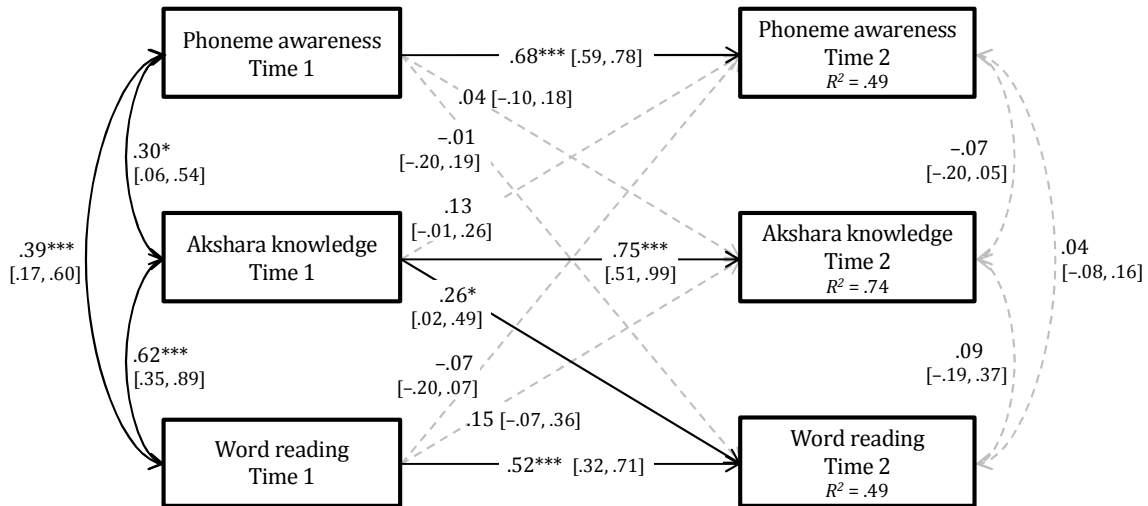 Phoneme awareness
Time 1
Phoneme awareness
Time 2
R² = .49
.68*** [.59, .78]
.04 [–.10, .18]
–.01
[–.20, .19]
.30*
[.06, .54]
–.07
[–.20, .05]
.13
[–.01, .26]
Akshara knowledge
Time 1
Akshara knowledge
Time 2
R² = .74
.75***
[.51, .99]
.39***
[.17, .60]
.04
[–.08, .16]
.26*
[.02, .49]
.62***
[.35, .89]
–.07
[–.20, .07]
.09
[–.19, .37]
.15 [–.07, .36]
Word reading
Time 1
.52*** [.32, .71]
Word reading
Time 2
R² = .49